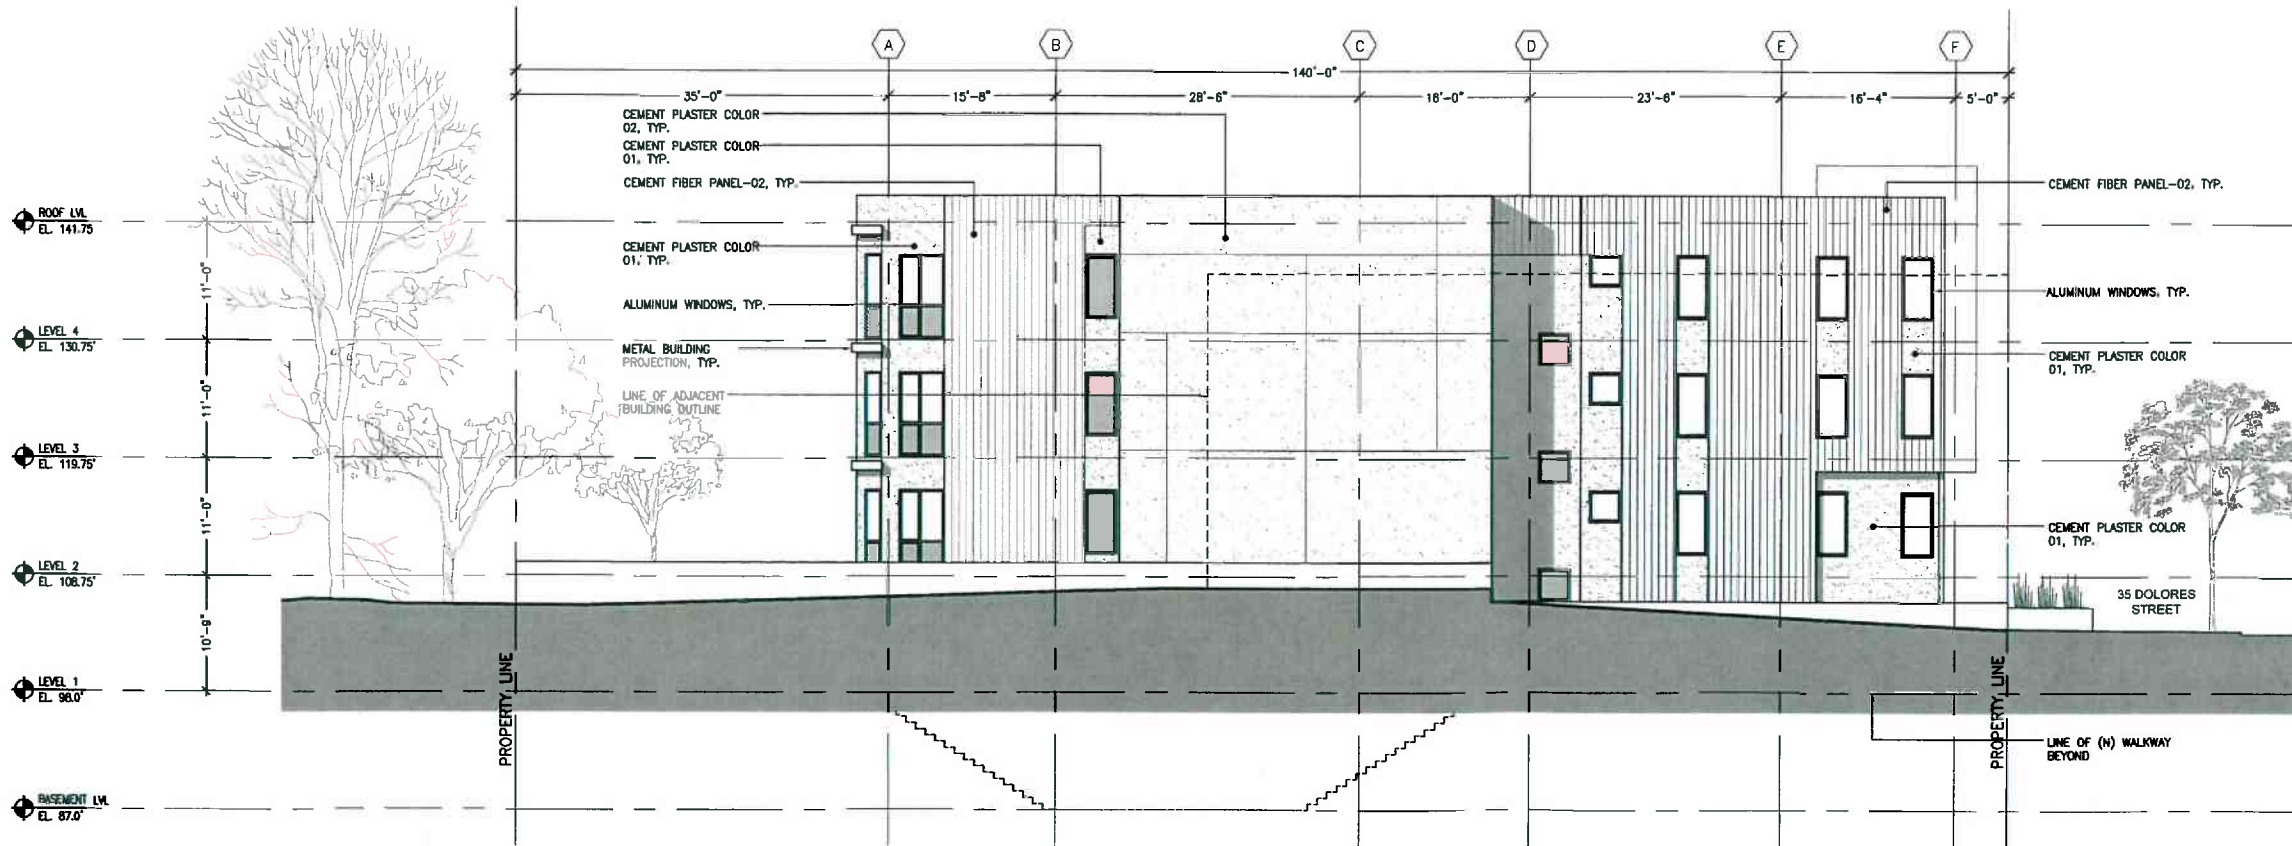 A
B
C
D
E
F
140'-0"
35'-0"
15'-8"
28'-6"
16'-0"
23'-6"
16'-4"
5'-0"
CEMENT PLASTER COLOR
02, TYP.
CEMENT PLASTER COLOR
01, TYP.
CEMENT FIBER PANEL-02, TYP.
CEMENT PLASTER COLOR
01, TYP.
ALUMINUM WINDOWS, TYP.
METAL BUILDING
PROJECTION, TYP.
LINE OF ADJACENT
BUILDING OUTLINE
CEMENT FIBER PANEL-02, TYP.
ALUMINUM WINDOWS, TYP.
CEMENT PLASTER COLOR
01, TYP.
CEMENT PLASTER COLOR
01, TYP.
35 DOLORES
STREET
LINE OF (N) WALKWAY
BEYOND
ROOF LVL
EL. 141.75
11'-0"
LEVEL 4
EL. 130.75'
11'-0"
LEVEL 3
EL. 119.75'
11'-0"
LEVEL 2
EL. 108.75'
10'-9"
LEVEL 1
EL. 98.0'
BASEMENT LVL
EL. 87.0'
PROPERTY LINE
PROPERTY LINE